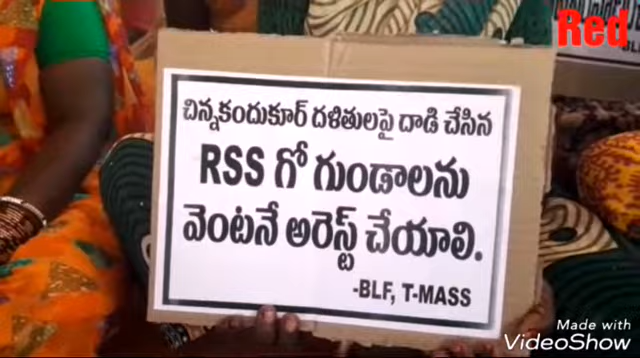 Red
చిన్నకందుకూర్ దళితులపై దాడి చేసిన
RSS గో గుండాలను
వెంటనే అరెస్ట్ చేయాలి.
-BLF, T-MASS
Made with
VideoShow